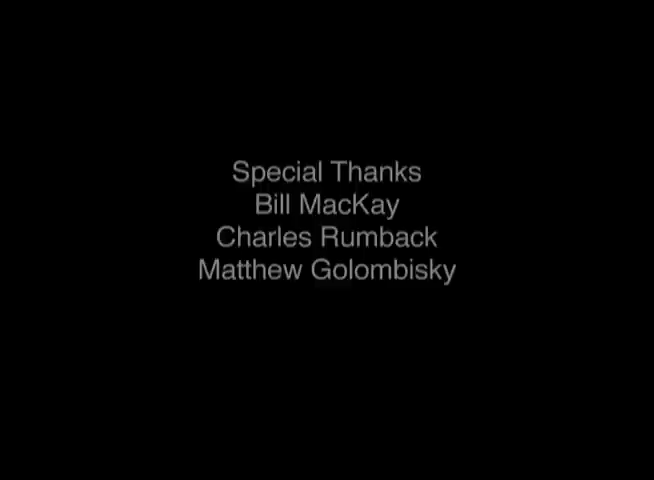 Special Thanks
Bill MacKay
Charles Rumback
Matthew Golombisky